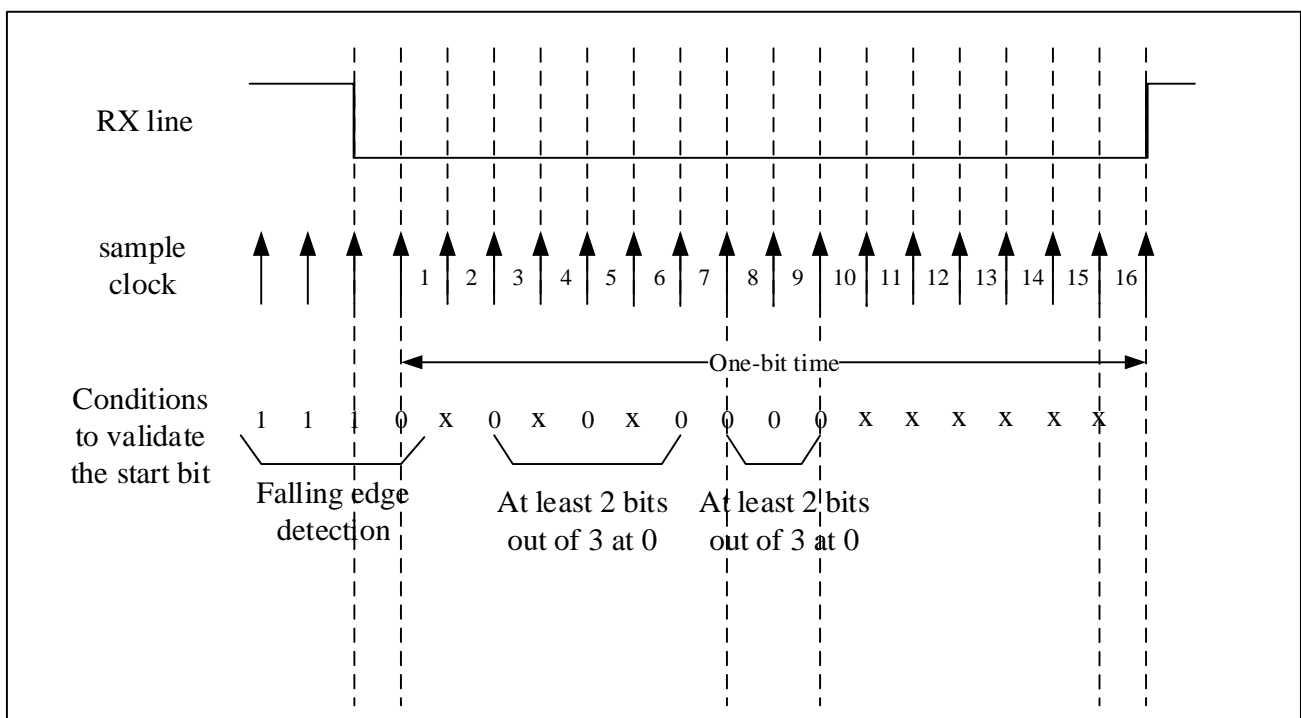 RX line
sample
clock
1 2 3 4 5 6 7 8 9 10 11 12 13 14 15 16
One-bit time
Conditions
to validate
the start bit
1 1 1 0 x 0 x 0 x 0 0 0 0 x x x x x x
Falling edge
detection
At least 2 bits
out of 3 at 0
At least 2 bits
out of 3 at 0